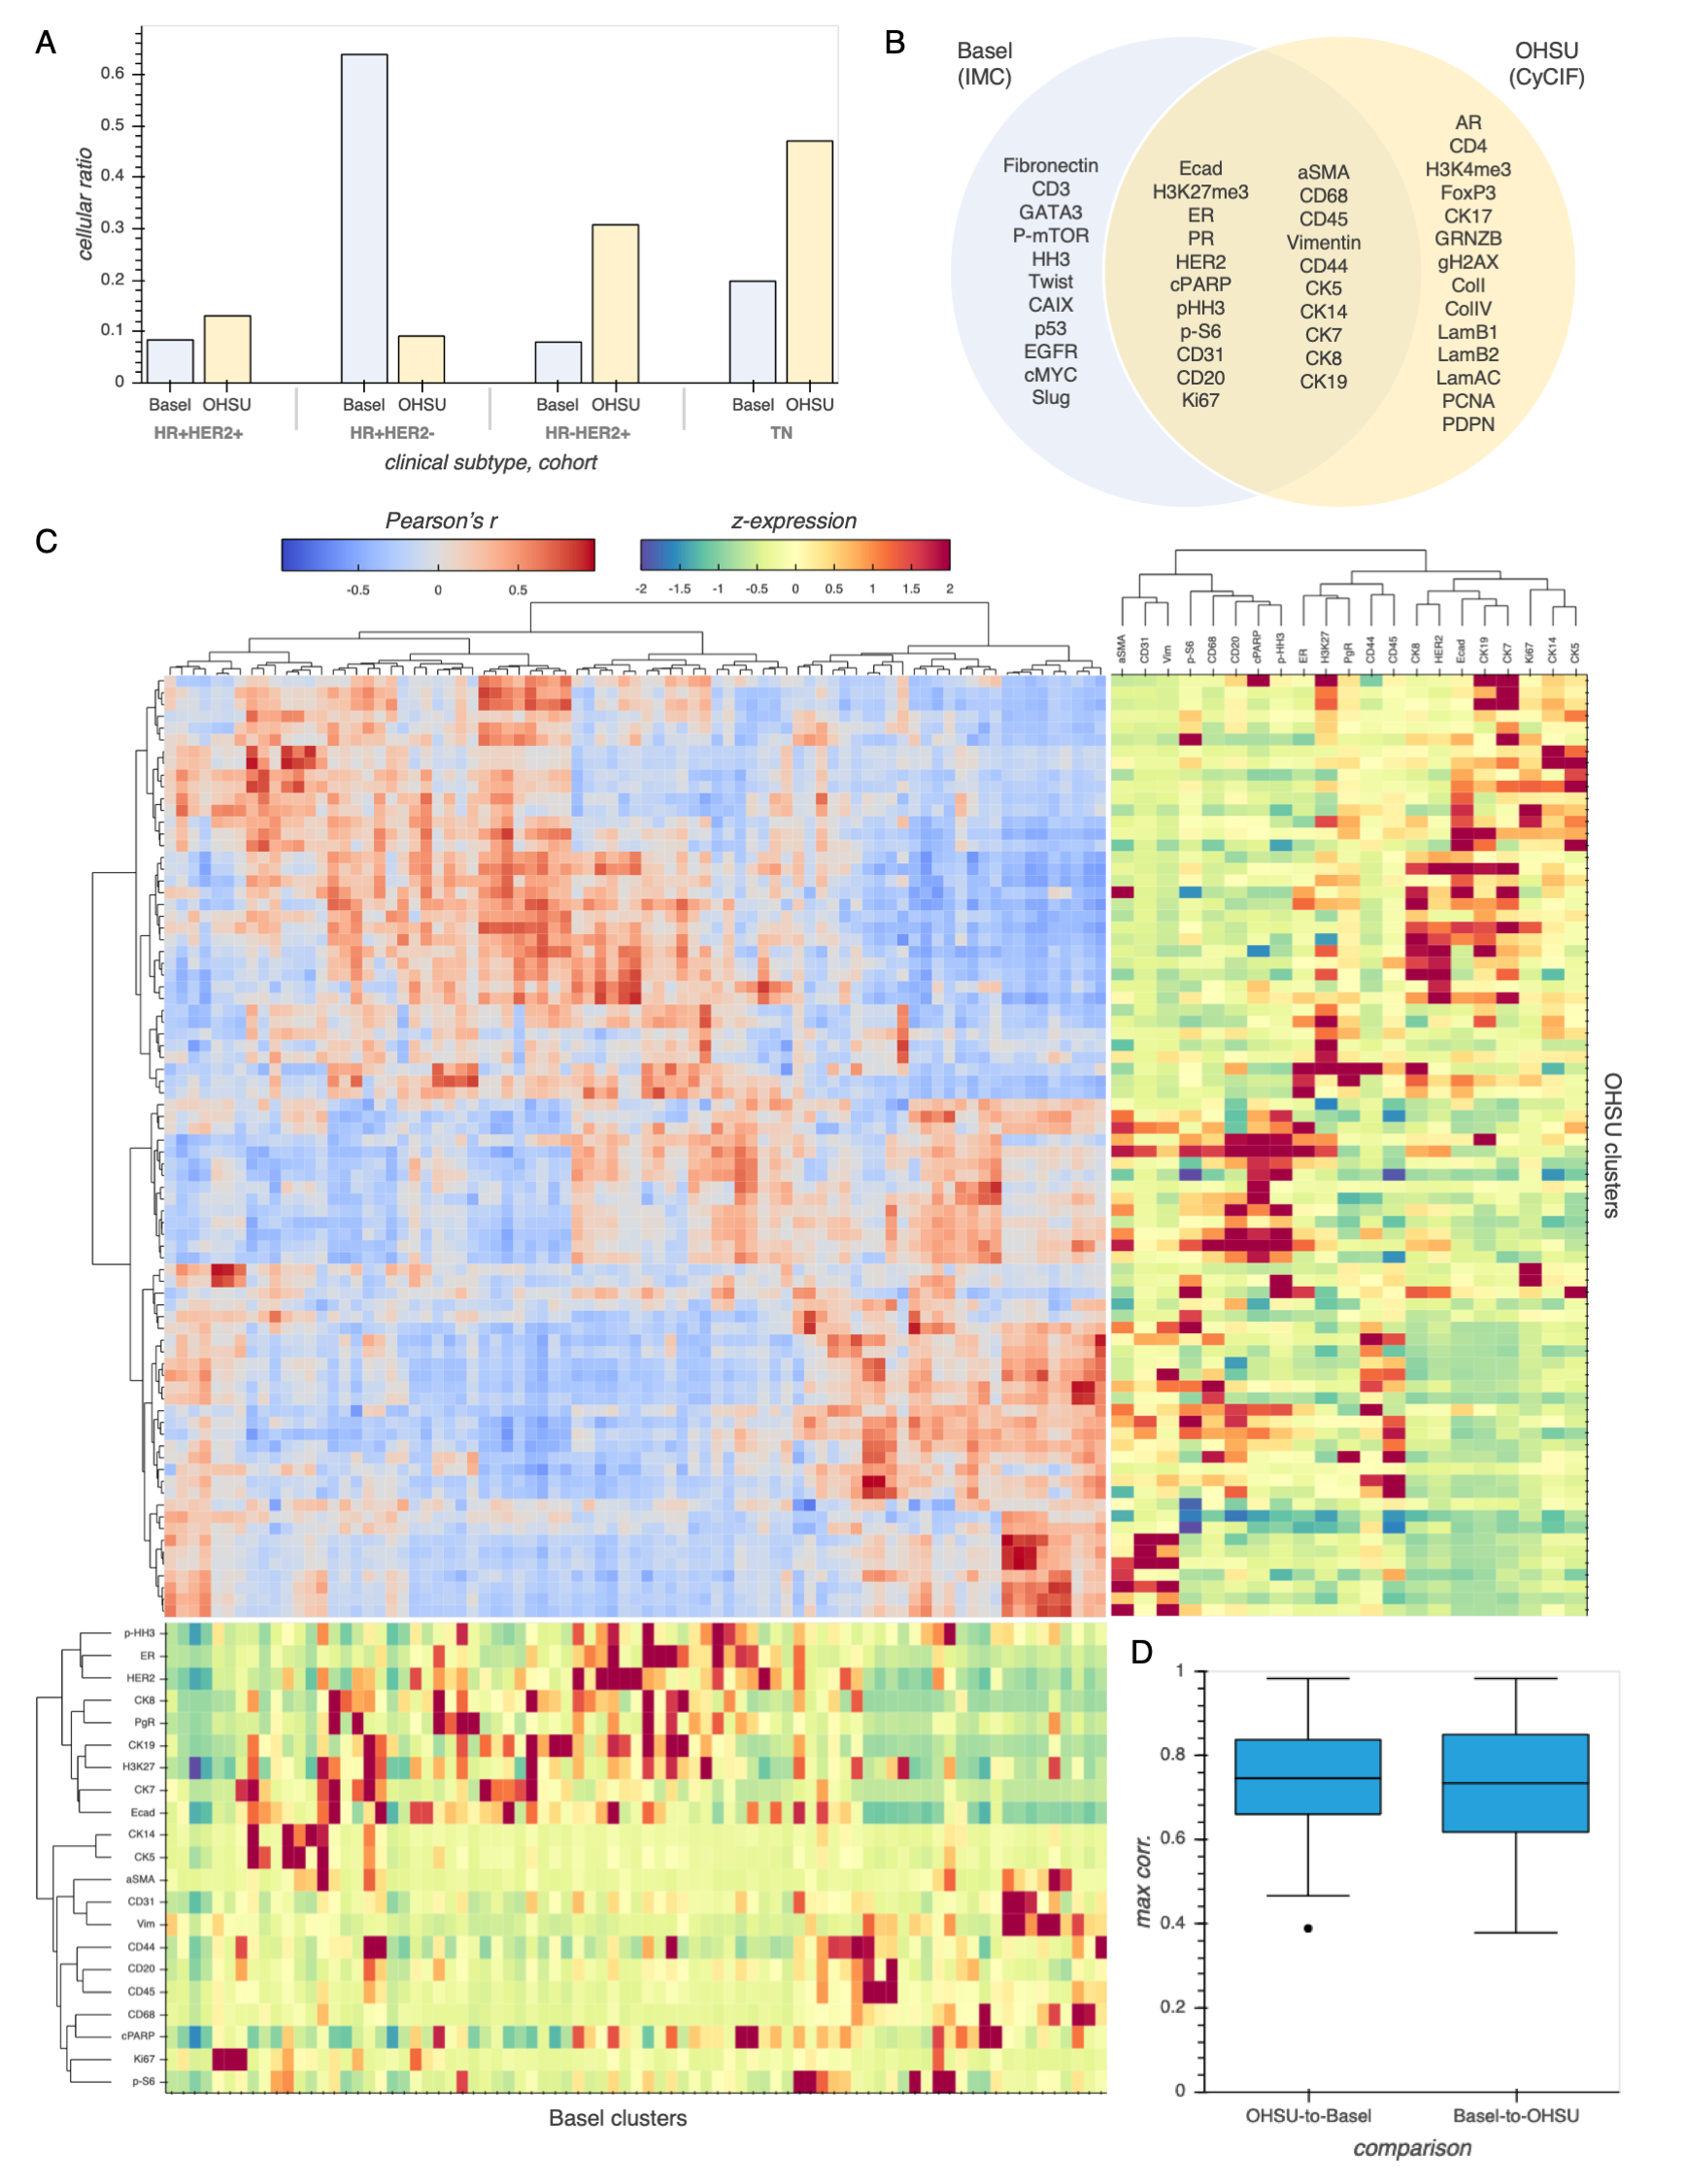 A
0.6
0.5
0.4
0.3
0.2
0.1
0
cellular ratio
Basel OHSU Basel OHSU Basel OHSU Basel OHSU
HR+HER2+ HR+HER2- HR-HER2+ TN
clinical subtype, cohort
B
Basel
(IMC)
OHSU
(CyCIF)
Fibronectin
CD3
GATA3
P-mTOR
HH3
Twist
CAIX
p53
EGFR
cMYC
Slug
Ecad
H3K27me3
ER
PR
HER2
cPARP
pHH3
p-S6
CD31
CD20
Ki67
aSMA
CD68
CD45
Vimentin
CD44
CK5
CK14
CK7
CK8
CK19
AR
CD4
H3K4me3
FoxP3
CK17
GRNZB
gH2AX
ColI
ColIV
LamB1
LamB2
LamAC
PCNA
PDPN
C
Pearson's r
-0.5 0 0.5
z-expression
-2 -1.5 -1 -0.5 0 0.5 1 1.5 2
aSMA
CD31
Vim
p-S6
CD68
CD20
cPARP
p-HH3
ER
H3K27
PgR
CD44
CD45
CK8
HER2
Ecad
CK19
CK7
Ki67
CK14
CK5
OHSU clusters
p-HH3
ER
HER2
CK8
PgR
CK19
H3K27
CK7
Ecad
CK14
CK5
aSMA
CD31
Vim
CD44
CD20
CD45
CD68
cPARP
Ki67
p-S6
Basel clusters
D
1
0.8
0.6
0.4
0.2
0
max corr.
OHSU-to-Basel Basel-to-OHSU
comparison